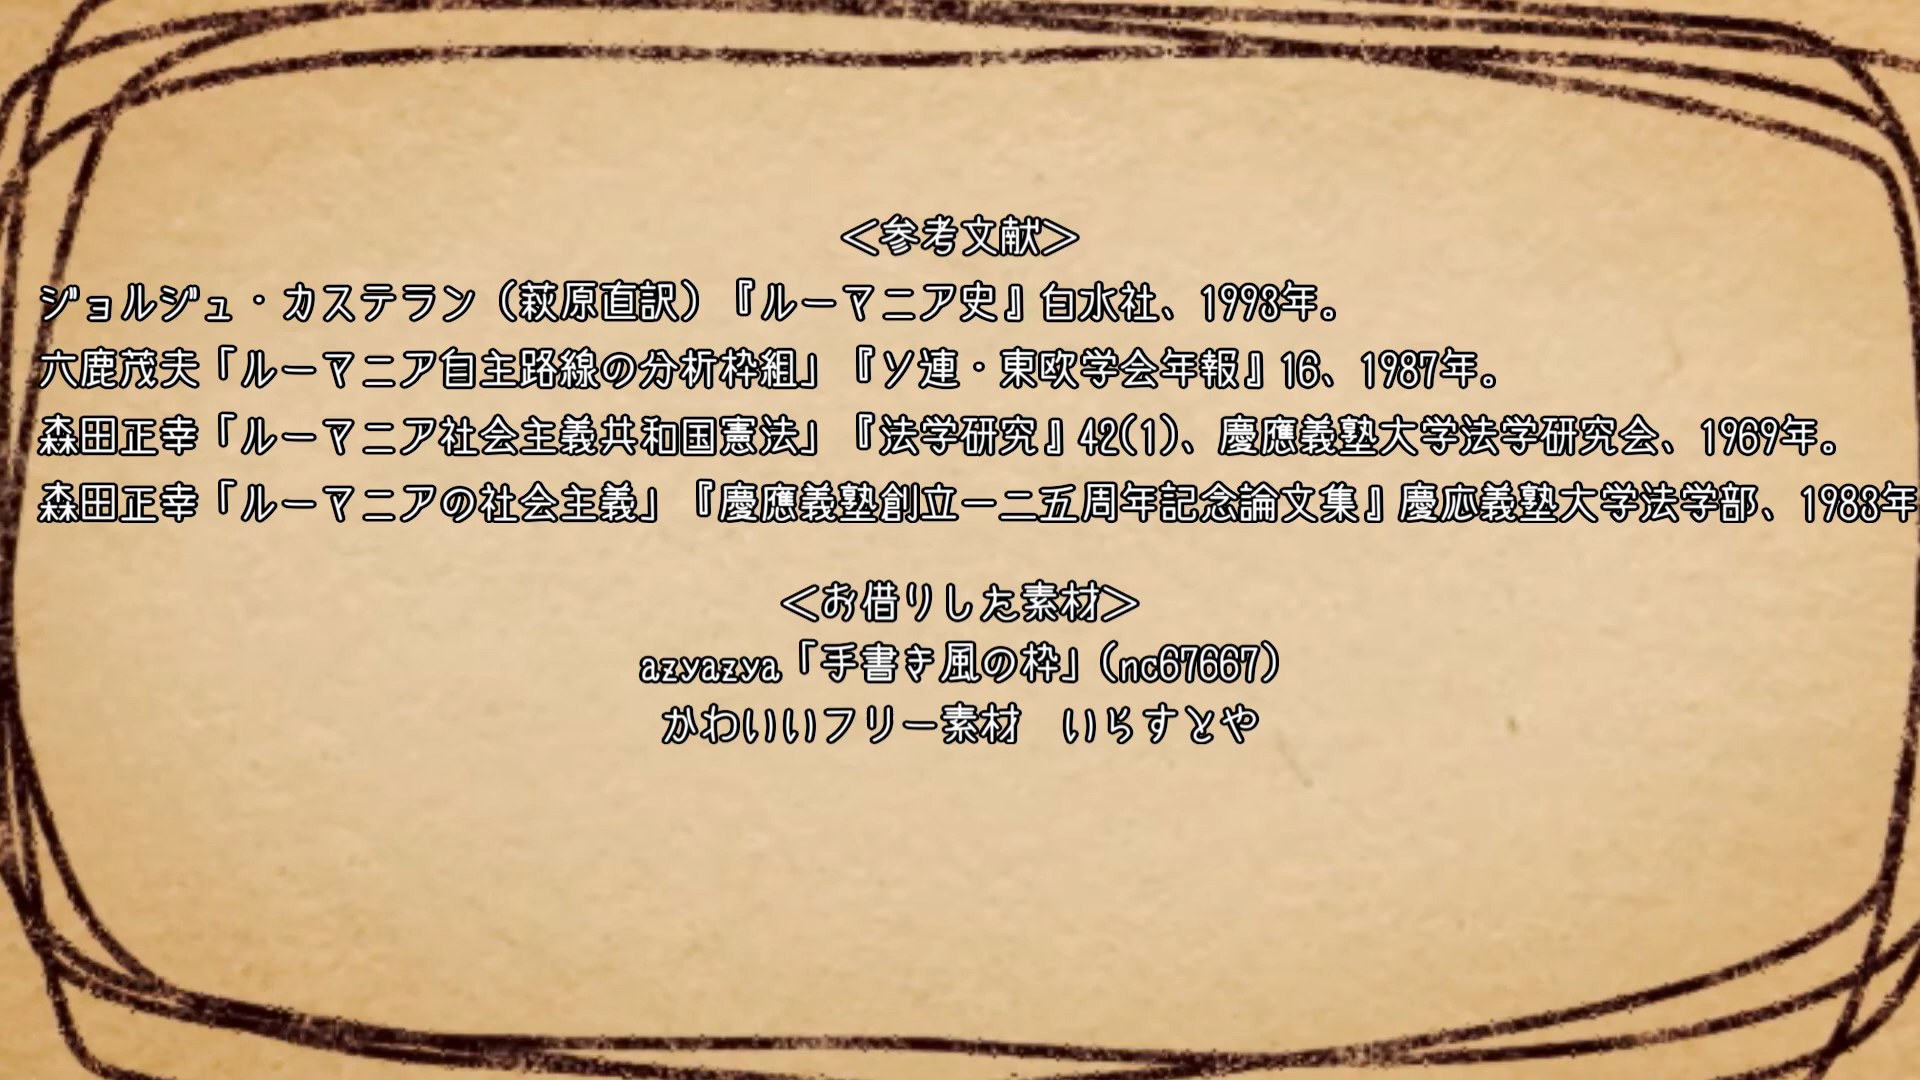 ＜参考文献＞
ジョルジュ・カステラン（萩原直訳）『ルーマニア史』白水社、1993年。
六鹿茂夫「ルーマニア自主路線の分析枠組」『ソ連・東欧学会年報』16、1987年。
森田正幸「ルーマニア社会主義共和国憲法」『法学研究』42(1)、慶應義塾大学法学研究会、1969年。
森田正幸「ルーマニアの社会主義」『慶應義塾創立一二五周年記念論文集』慶応義塾大学法学部、1983年
＜お借りした素材＞
azyazya「手書き風の枠」(nc67667)
かわいいフリー素材　いらすとや